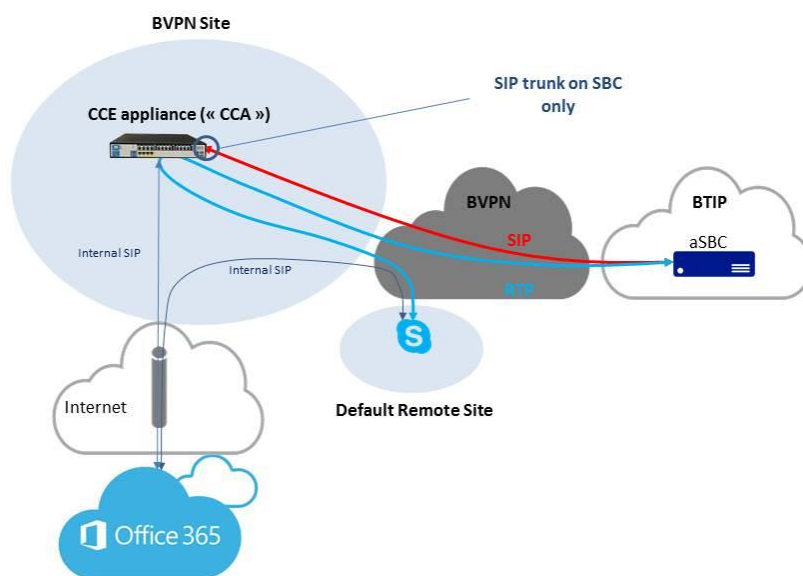 BVPN Site
CCE appliance (« CCA »)
SIP trunk on SBC
only
BVPN
BTIP
aSBC
SIP
Internal SIP
Internal SIP
RTP
S
Internet
Default Remote Site
Office 365